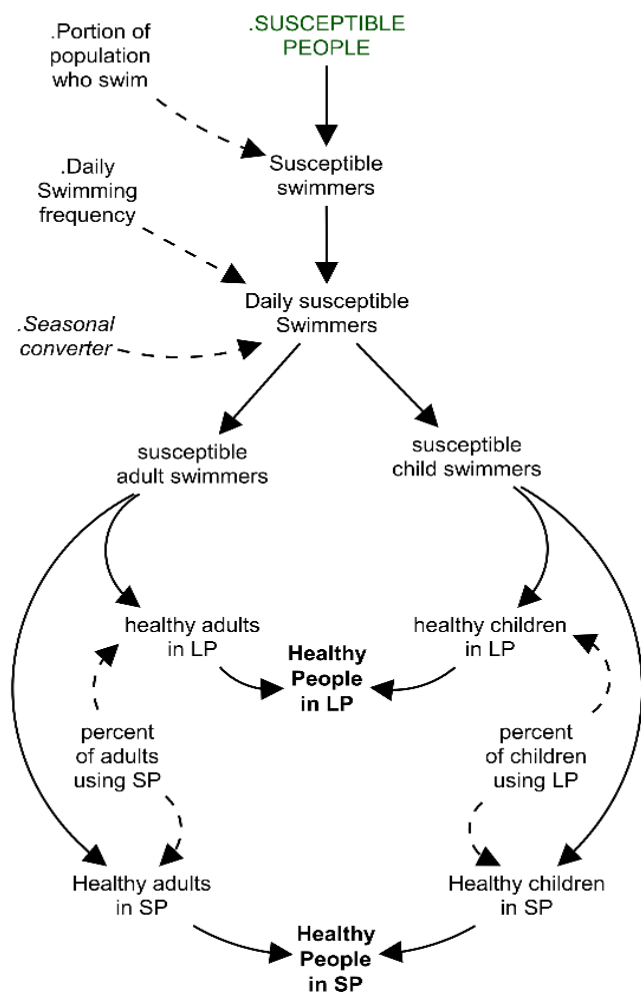 .Portion of
population
who swim
.SUSCEPTIBLE
PEOPLE
Susceptible
swimmers
.Daily
Swimming
frequency
Daily susceptible
Swimmers
.Seasonal
converter
susceptible
adult swimmers
susceptible
child swimmers
healthy adults
in LP
Healthy
People
in LP
healthy children
in LP
percent
of adults
using SP
percent
of children
using LP
Healthy adults
in SP
Healthy children
in SP
Healthy
People
in SP